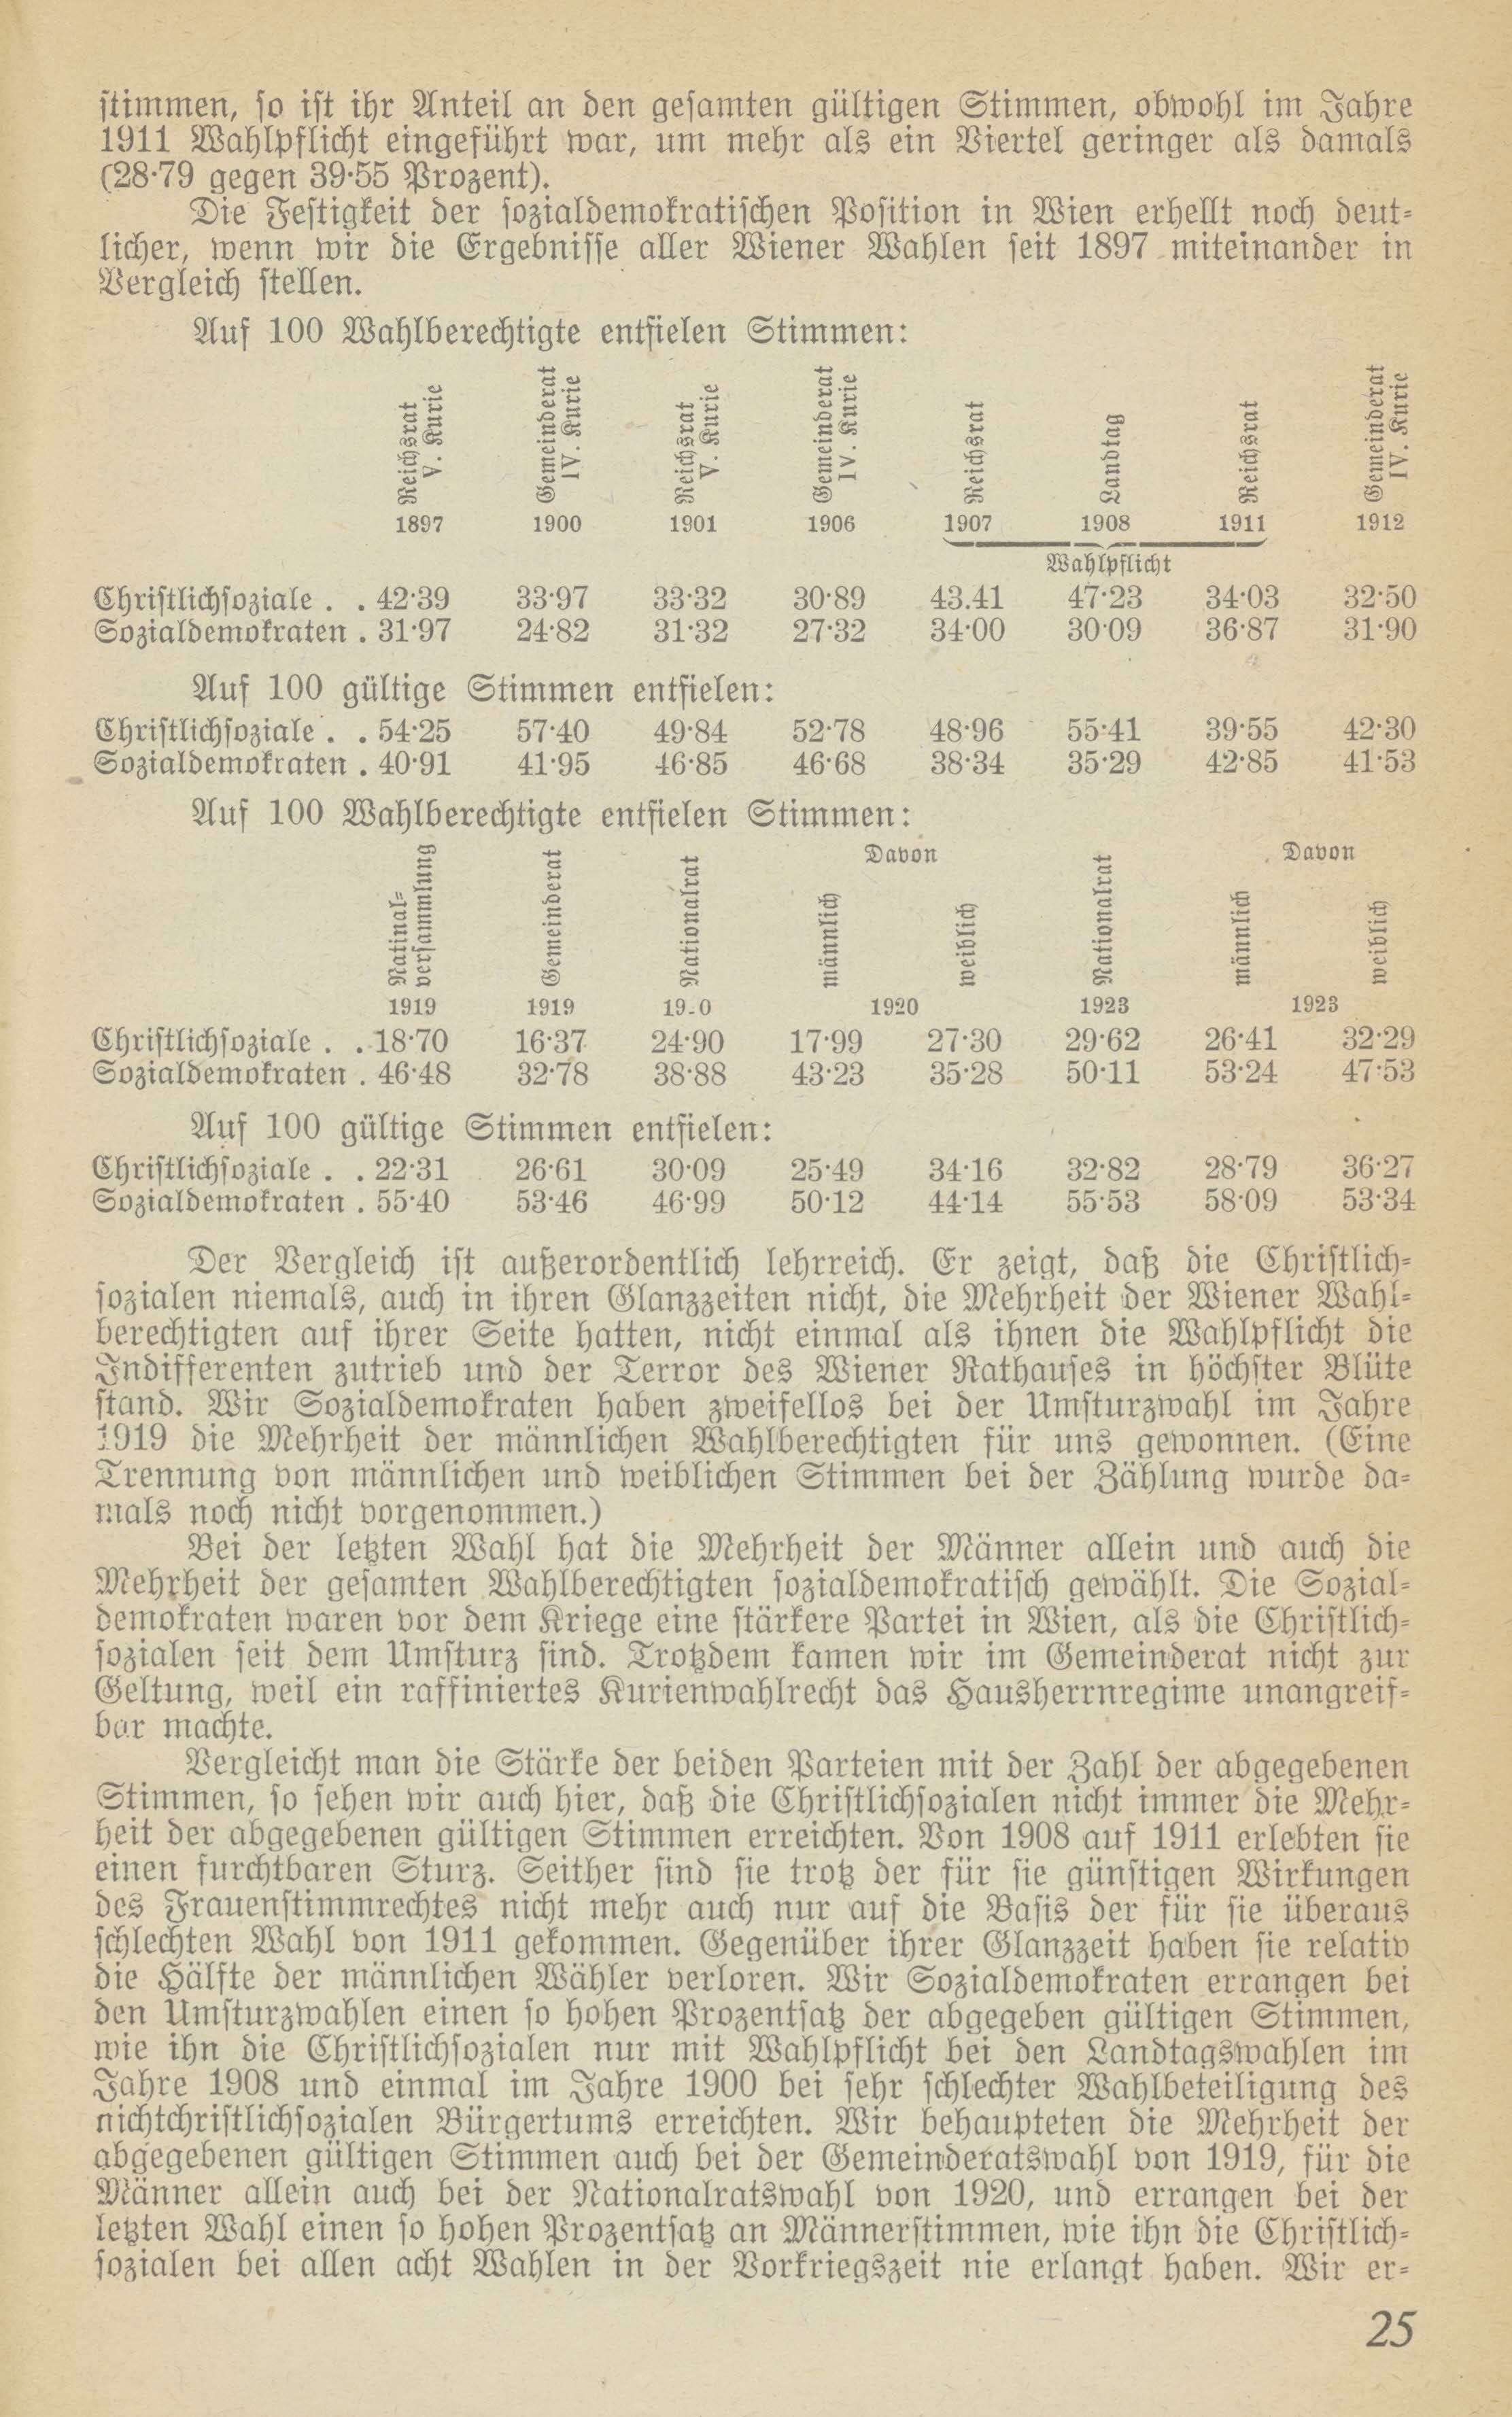 stimmen, so ist ihr Anteil an den gesamten gültigen Stimmen, obwohl im Jahre
1911 Wahlpflicht eingeführt war, um mehr als ein Viertel geringer als damals
(28·79 gegen 39·55 Prozent).
Die Festigkeit der sozialdemokratischen Position in Wien erhellt noch deut-
licher, wenn wir die Ergebnisse aller Wiener Wahlen seit 1897 miteinander in
Vergleich stellen.
Auf 100 Wahlberechtigte entfielen Stimmen:
Reichsrat V. Kurie Gemeinderat IV. Kurie Reichsrat V. Kurie Gemeinderat IV. Kurie Reichsrat Landtag Reichsrat Gemeinderat IV. Kurie
1897 1900 1901 1906 1907 1908 1911 1912
Wahlpflicht
Christlichsoziale . . 42·39 33·97 33·32 30·89 43.41 47·23 34·03 32·50
Sozialdemokraten . 31·97 24·82 31·32 27·32 34·00 30·09 36·87 31·90
Auf 100 gültige Stimmen entfielen:
Christlichsoziale . . 54·25 57·40 49·84 52·78 48·96 55·41 39·55 42·30
Sozialdemokraten . 40·91 41·95 46·85 46·68 38·34 35·29 42·85 41·53
Auf 100 Wahlberechtigte entfielen Stimmen:
Davon Davon
Natinal- versammlung Gemeinderat Nationalrat männlich weiblich Nationalrat männlich weiblich
1919 1919 19-0 1920 1923 1923
Christlichsoziale . . 18·70 16·37 24·90 17·99 27·30 29·62 26·41 32·29
Sozialdemokraten . 46·48 32·78 38·88 43·23 35·28 50·11 53·24 47·53
Auf 100 gültige Stimmen entfielen:
Christlichsoziale . . 22·31 26·61 30·09 25·49 34·16 32·82 28·79 36·27
Sozialdemokraten . 55·40 53·46 46·99 50·12 44·14 55·53 58·09 53·34
Der Vergleich ist außerordentlich lehrreich. Er zeigt, daß die Christlich-
sozialen niemals, auch in ihren Glanzzeiten nicht, die Mehrheit der Wiener Wahl-
berechtigten auf ihrer Seite hatten, nicht einmal als ihnen die Wahlpflicht die
Indifferenten zutrieb und der Terror des Wiener Rathauses in höchster Blüte
stand. Wir Sozialdemokraten haben zweifellos bei der Umsturzwahl im Jahre
1919 die Mehrheit der männlichen Wahlberechtigten für uns gewonnen. (Eine
Trennung von männlichen und weiblichen Stimmen bei der Zählung wurde da-
mals noch nicht vorgenommen.)
Bei der letzten Wahl hat die Mehrheit der Männer allein und auch die
Mehrheit der gesamten Wahlberechtigten sozialdemokratisch gewählt. Die Sozial-
demokraten waren vor dem Kriege eine stärkere Partei in Wien, als die Christlich-
sozialen seit dem Umsturz sind. Trotzdem kamen wir im Gemeinderat nicht zur
Geltung, weil ein raffiniertes Kurienwahlrecht das Hausherrnregime unangreif-
bar machte.
Vergleicht man die Stärke der beiden Parteien mit der Zahl der abgegebenen
Stimmen, so sehen wir auch hier, daß die Christlichsozialen nicht immer die Mehr-
heit der abgegebenen gültigen Stimmen erreichten. Von 1908 auf 1911 erlebten sie
einen furchtbaren Sturz. Seither sind sie trotz der für sie günstigen Wirkungen
des Frauenstimmrechtes nicht mehr auch nur auf die Basis der für sie überaus
schlechten Wahl von 1911 gekommen. Gegenüber ihrer Glanzzeit haben sie relativ
die Hälfte der männlichen Wähler verloren. Wir Sozialdemokraten errangen bei
den Umsturzwahlen einen so hohen Prozentsatz der abgegeben gültigen Stimmen,
wie ihn die Christlichsozialen nur mit Wahlpflicht bei den Landtagswahlen im
Jahre 1908 und einmal im Jahre 1900 bei sehr schlechter Wahlbeteiligung des
nichtchristlichsozialen Bürgertums erreichten. Wir behaupteten die Mehrheit der
abgegebenen gültigen Stimmen auch bei der Gemeinderatswahl von 1919, für die
Männer allein auch bei der Nationalratswahl von 1920, und errangen bei der
letzten Wahl einen so hohen Prozentsatz an Männerstimmen, wie ihn die Christlich-
sozialen bei allen acht Wahlen in der Vorkriegszeit nie erlangt haben. Wir er-
25